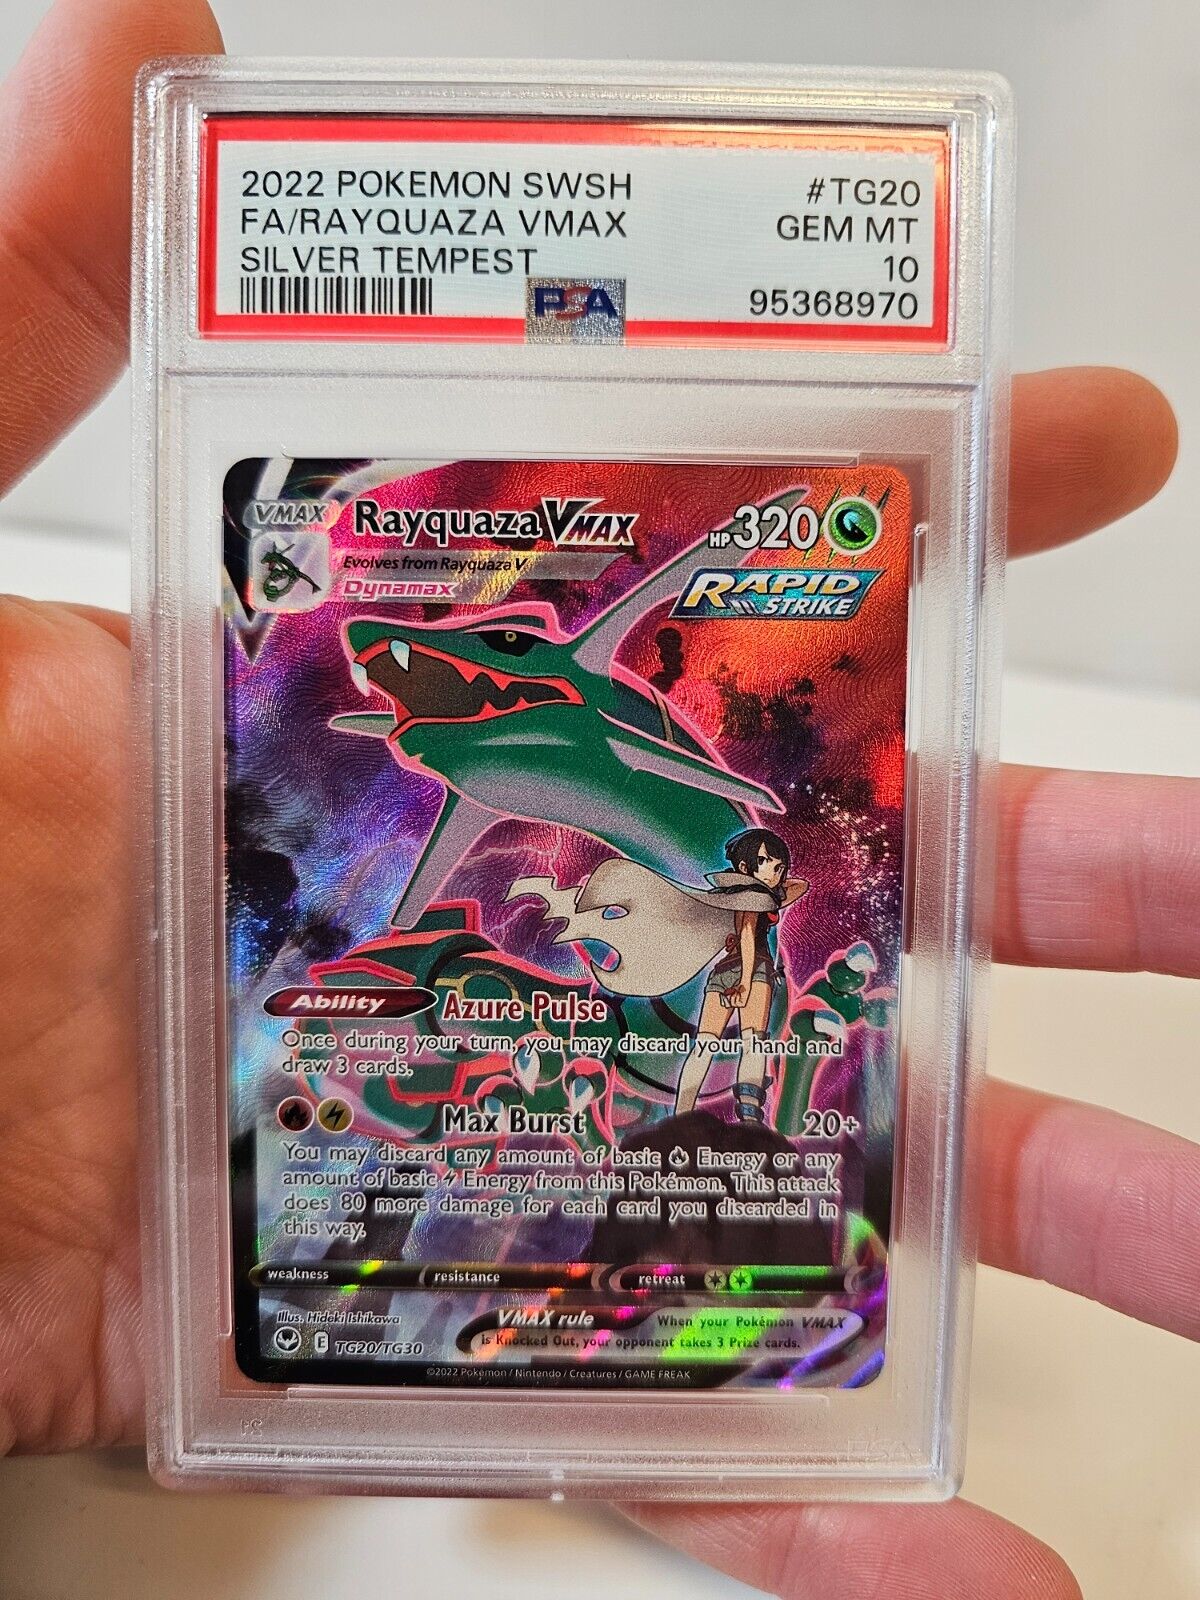 2022 POKEMON SWSH #TG20
FA/RAYQUAZA VMAX GEM MT
SILVER TEMPEST 10
PSA 95368970
VMAX Rayquaza VMAX HP 320
Evolves from Rayquaza V
Dynamax
RAPID
STRIKE
Ability Azure Pulse
Once during your turn, you may discard your hand and
draw 3 cards.
Max Burst 20+
You may discard any amount of basic Energy or any
amount of basic Energy from this Pokémon. This attack
does 80 more damage for each card you discarded in
this way.
weakness resistance retreat
Illus. Hideki Ishikawa
VMAX rule When your Pokémon VMAX
is Knocked Out, your opponent takes 3 Prize cards.
E TG20/TG30
©2022 Pokémon / Nintendo / Creatures / GAME FREAK